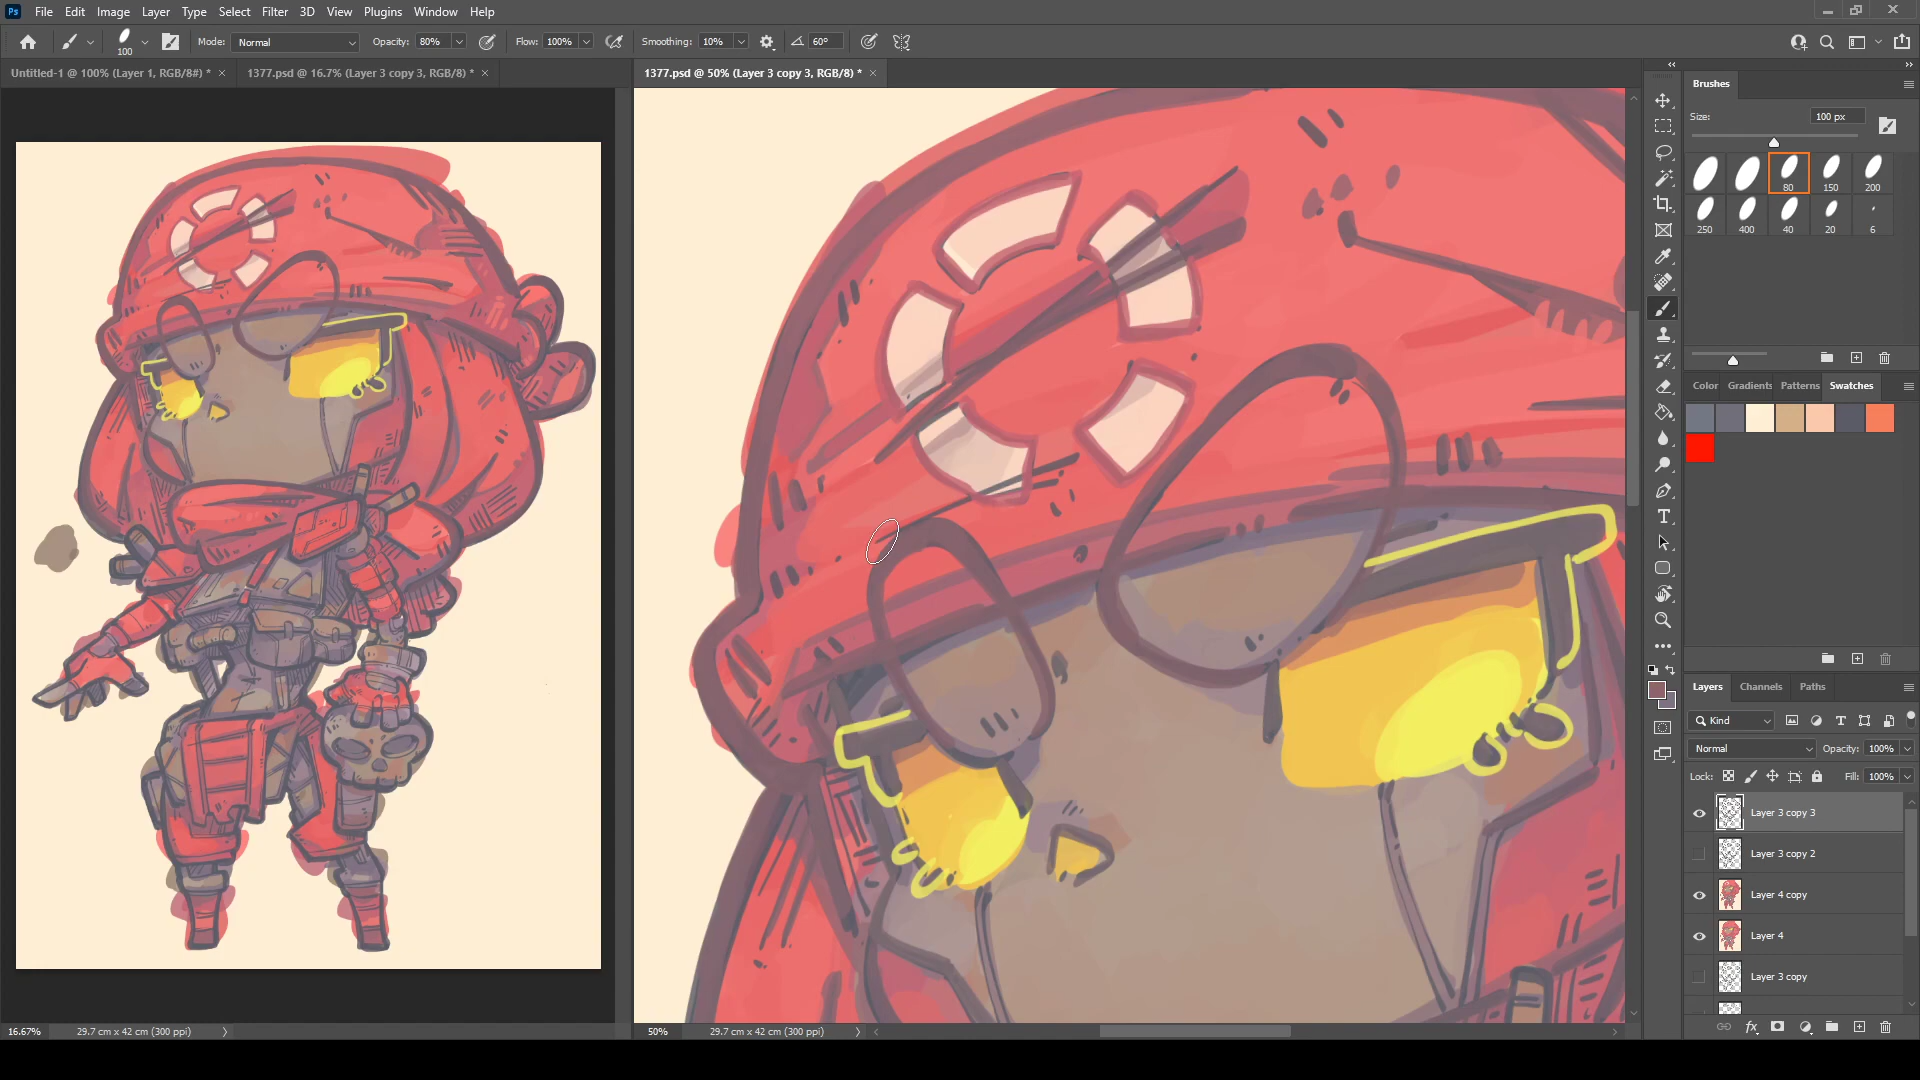 Ps File Edit Image Layer Type Select Filter 3D View Plugins Window Help
100 Mode: Normal Opacity: 80% Flow: 100% Smoothing: 10% 60°
Untitled-1 @ 100% (Layer 1, RGB/8#) * × 1377.psd @ 16.7% (Layer 3 copy 3, RGB/8) * × 1377.psd @ 50% (Layer 3 copy 3, RGB/8) * ×
Brushes
Size: 100 px
80 150 200
250 400 40 20 6
Color Gradients Patterns Swatches
Layers Channels Paths
Kind
Normal Opacity: 100%
Lock: Fill: 100%
Layer 3 copy 3
Layer 3 copy 2
Layer 4 copy
Layer 4
Layer 3 copy
16.67% 29.7 cm x 42 cm (300 ppi) 50% 29.7 cm x 42 cm (300 ppi)
fx